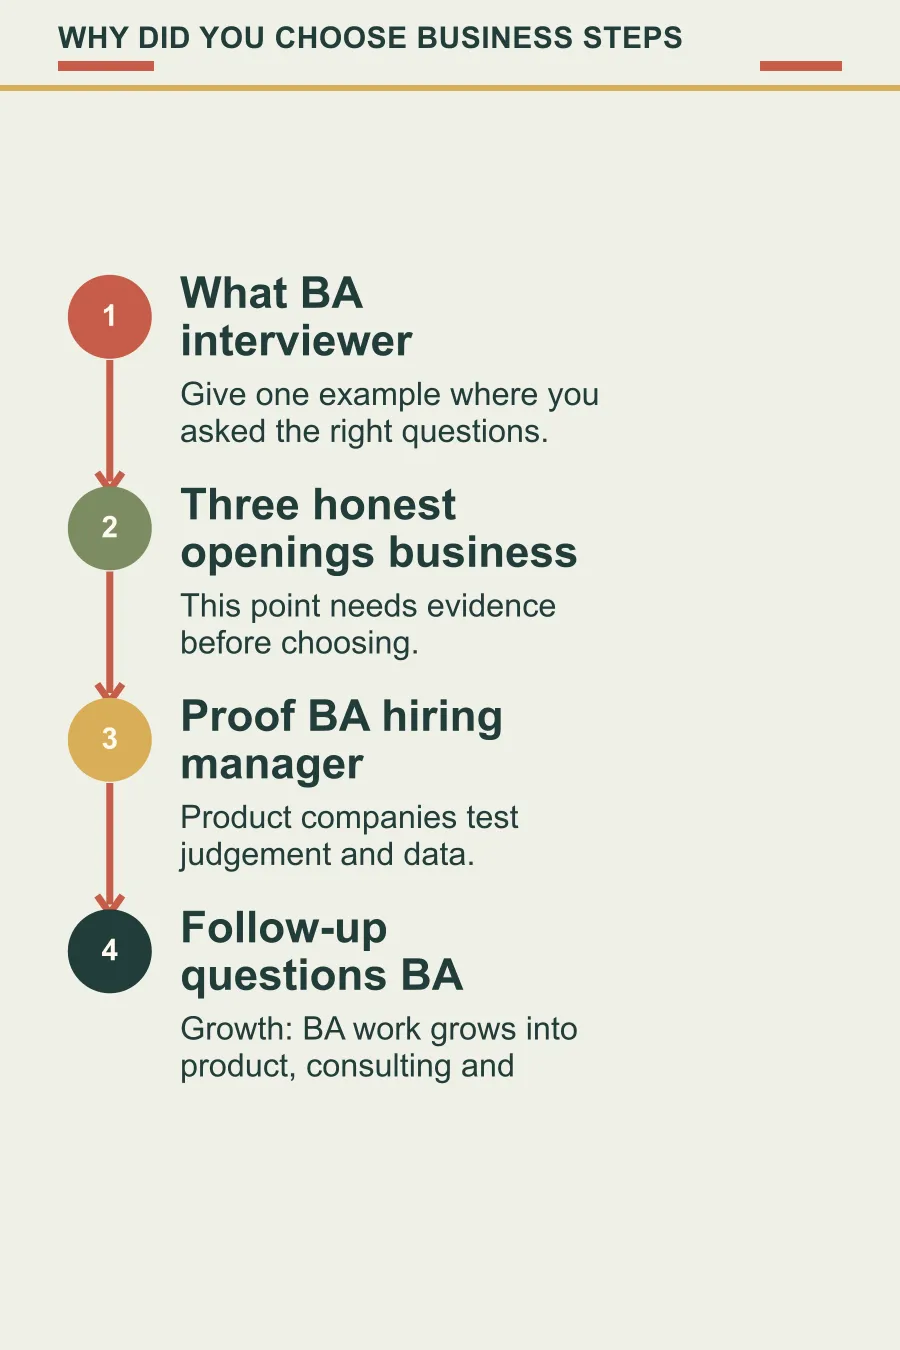 WHY DID YOU CHOOSE BUSINESS STEPS
1
What BA
interviewer
Give one example where you
asked the right questions.
2
Three honest
openings business
This point needs evidence
before choosing.
3
Proof BA hiring
manager
Product companies test
judgement and data.
4
Follow-up
questions BA
Growth: BA work grows into
product, consulting and